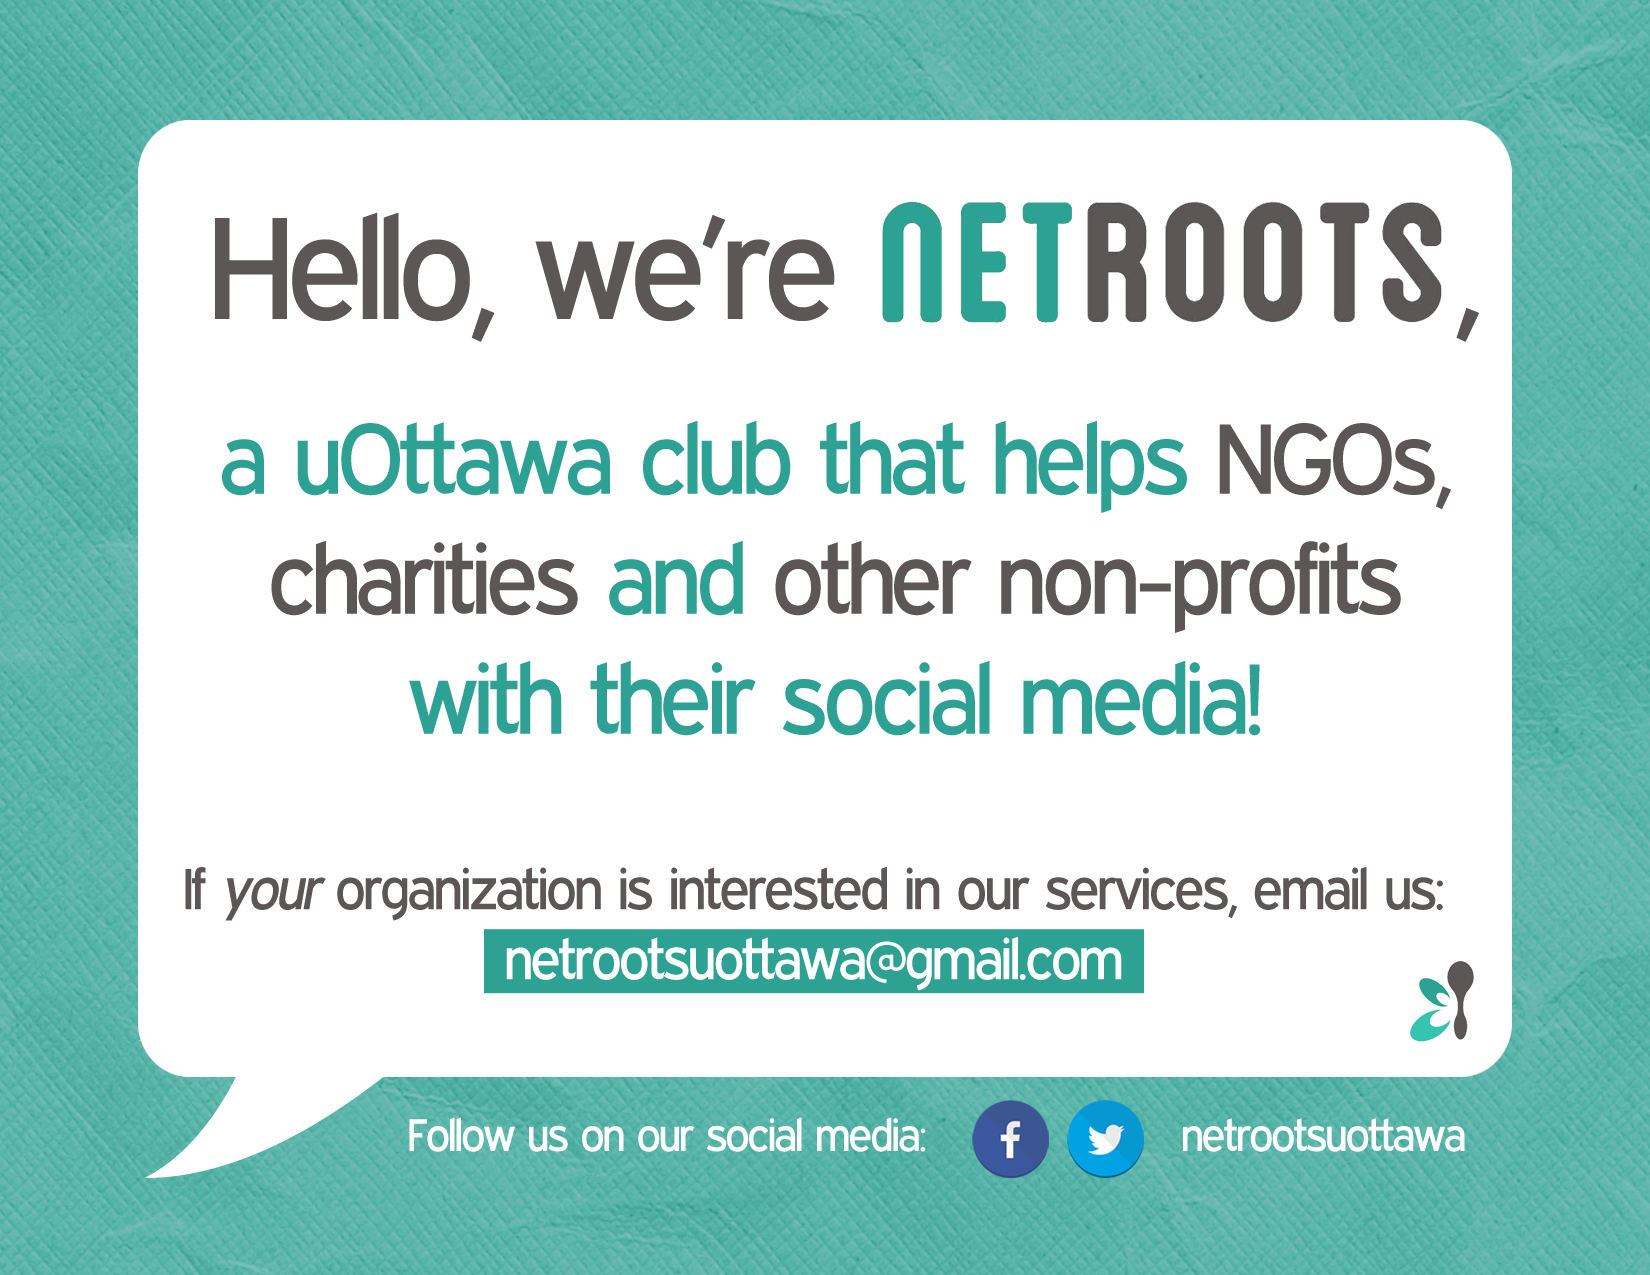 Hello, we're NETROOTS,
a uOttawa club that helps NGOs,
charities and other non-profits
with their social media!
If your organization is interested in our services, email us:
netrootsuottawa@gmail.com
Follow us on our social media: netrootsuottawa